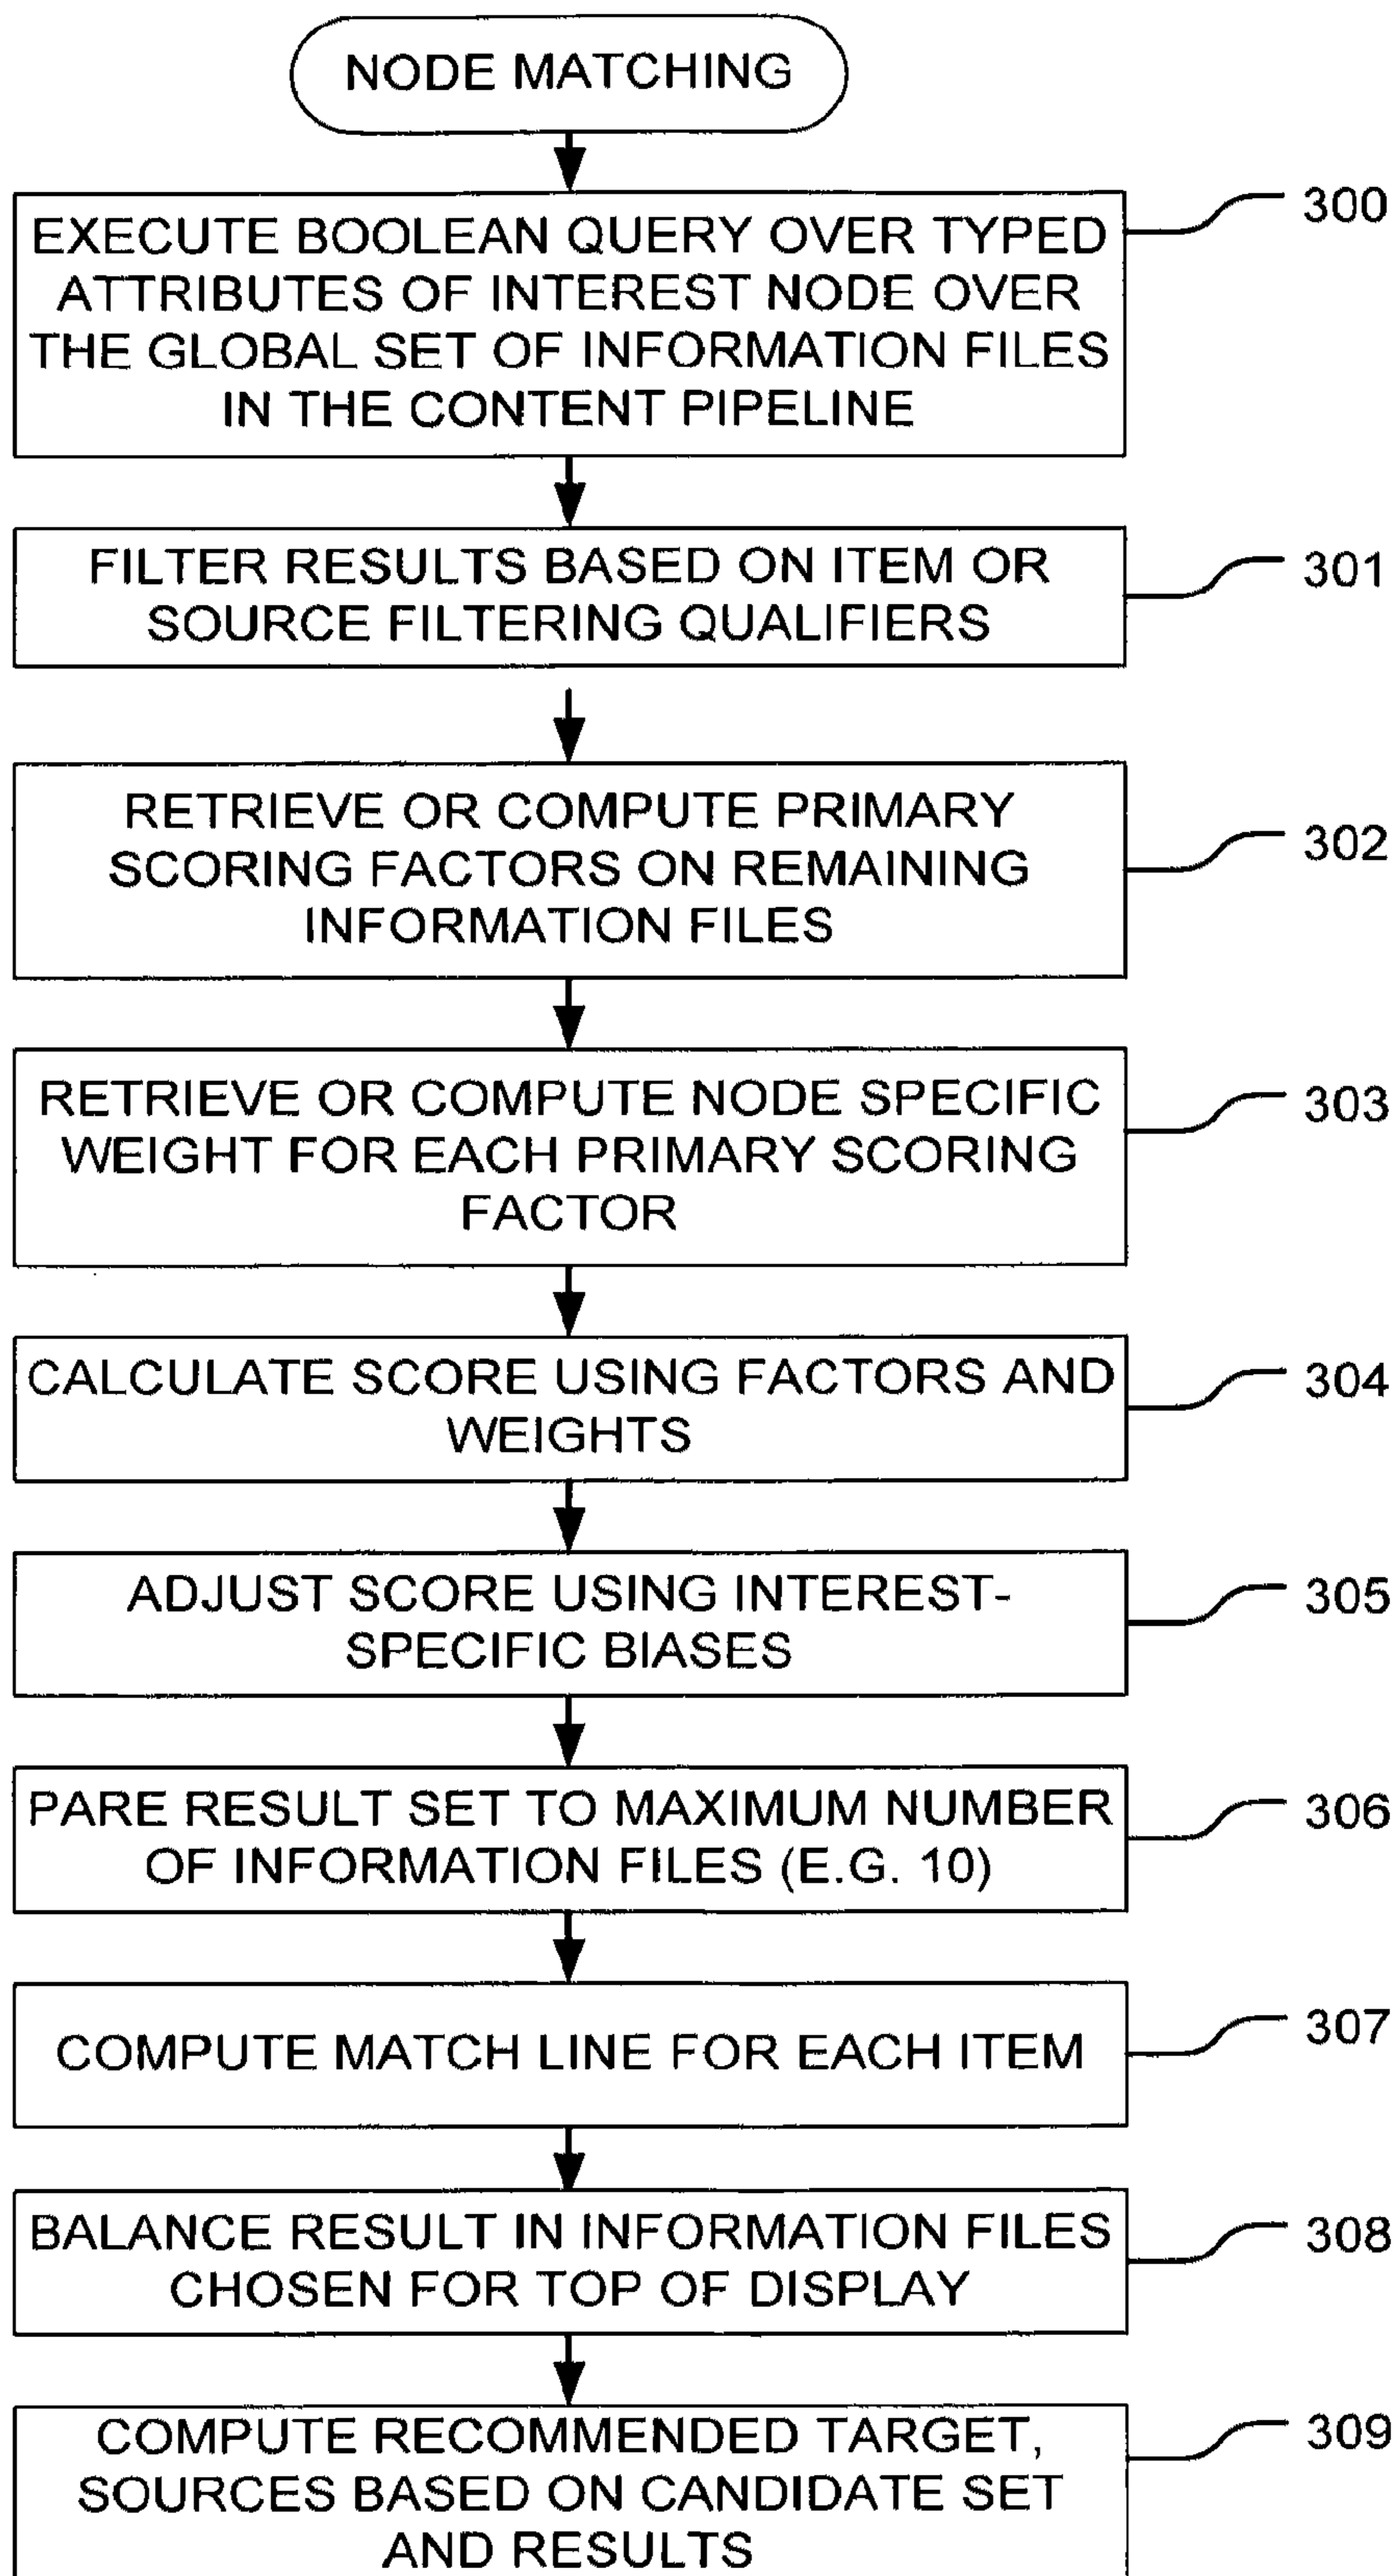 NODE MATCHING
300
EXECUTE BOOLEAN QUERY OVER TYPED
ATTRIBUTES OF INTEREST NODE OVER
THE GLOBAL SET OF INFORMATION FILES
IN THE CONTENT PIPELINE
301
FILTER RESULTS BASED ON ITEM OR
SOURCE FILTERING QUALIFIERS
302
RETRIEVE OR COMPUTE PRIMARY
SCORING FACTORS ON REMAINING
INFORMATION FILES
303
RETRIEVE OR COMPUTE NODE SPECIFIC
WEIGHT FOR EACH PRIMARY SCORING
FACTOR
304
CALCULATE SCORE USING FACTORS AND
WEIGHTS
305
ADJUST SCORE USING INTEREST-
SPECIFIC BIASES
306
PARE RESULT SET TO MAXIMUM NUMBER
OF INFORMATION FILES (E.G. 10)
307
COMPUTE MATCH LINE FOR EACH ITEM
308
BALANCE RESULT IN INFORMATION FILES
CHOSEN FOR TOP OF DISPLAY
309
COMPUTE RECOMMENDED TARGET,
SOURCES BASED ON CANDIDATE SET
AND RESULTS